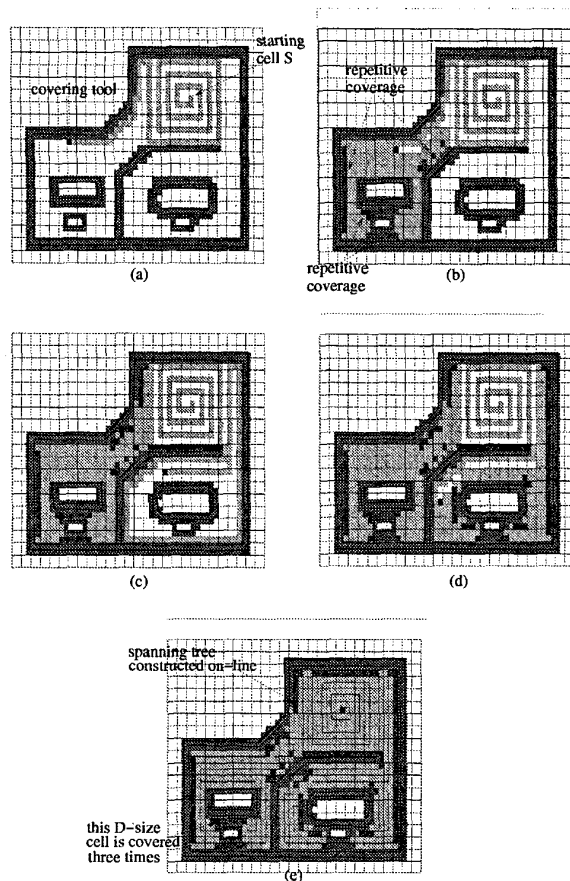 starting
cell S
covering tool
(a)
repetitive
coverage
repetitive
coverage
(b)
(c)
(d)
spanning tree
constructed on-line
this D-size
cell is covered
three times
(e)